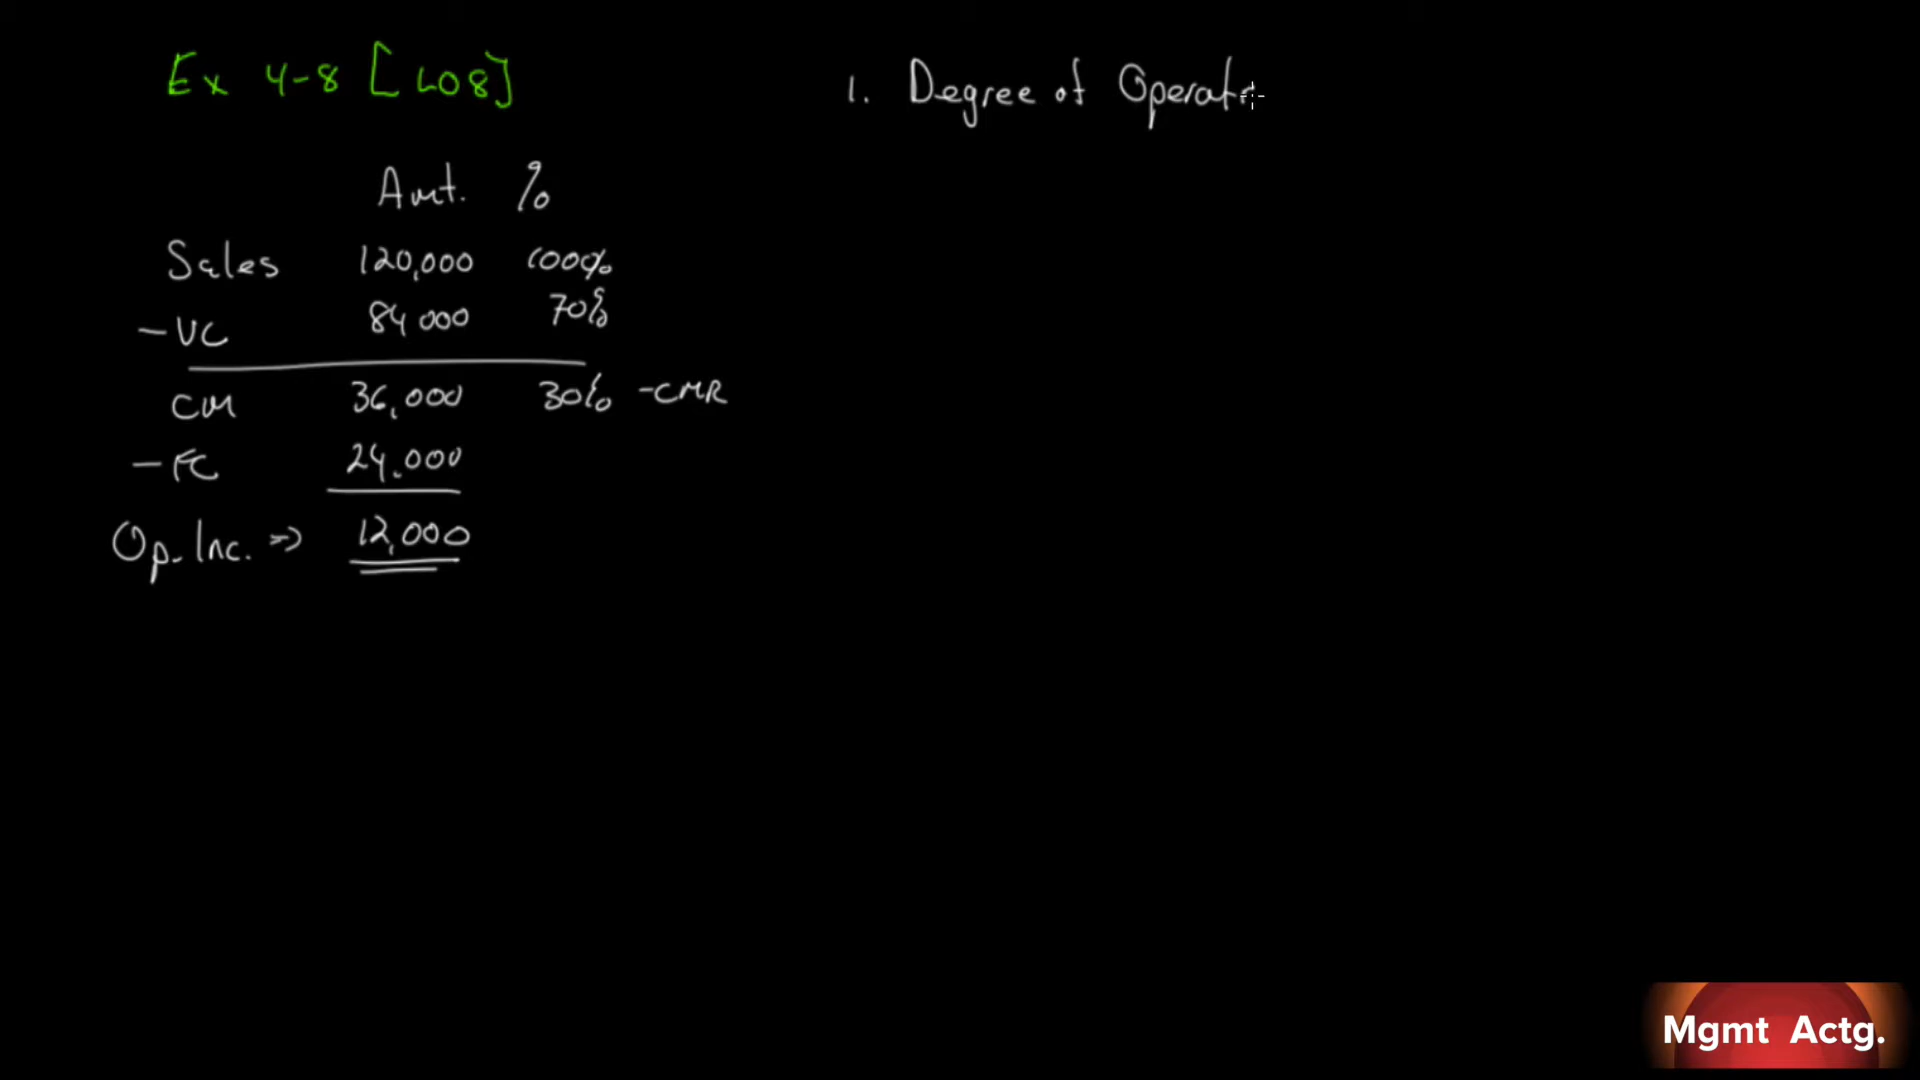 Ex 4-8 [LO8]
1. Degree of Operati
Amt. %
Sales 120,000 100%
- VC 84 000 70%
CM 36,000 30% - CMR
- FC 24,000
Op. Inc. => 12,000
Mgmt Actg.